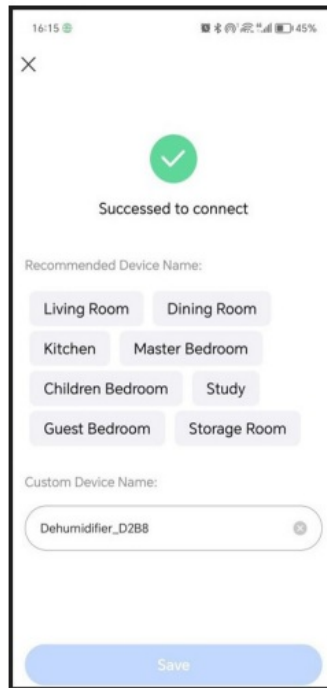 16:15 45%
Successed to connect
Recommended Device Name:
Living Room Dining Room
Kitchen Master Bedroom
Children Bedroom Study
Guest Bedroom Storage Room
Custom Device Name:
Dehumidifier_D2B8
Save